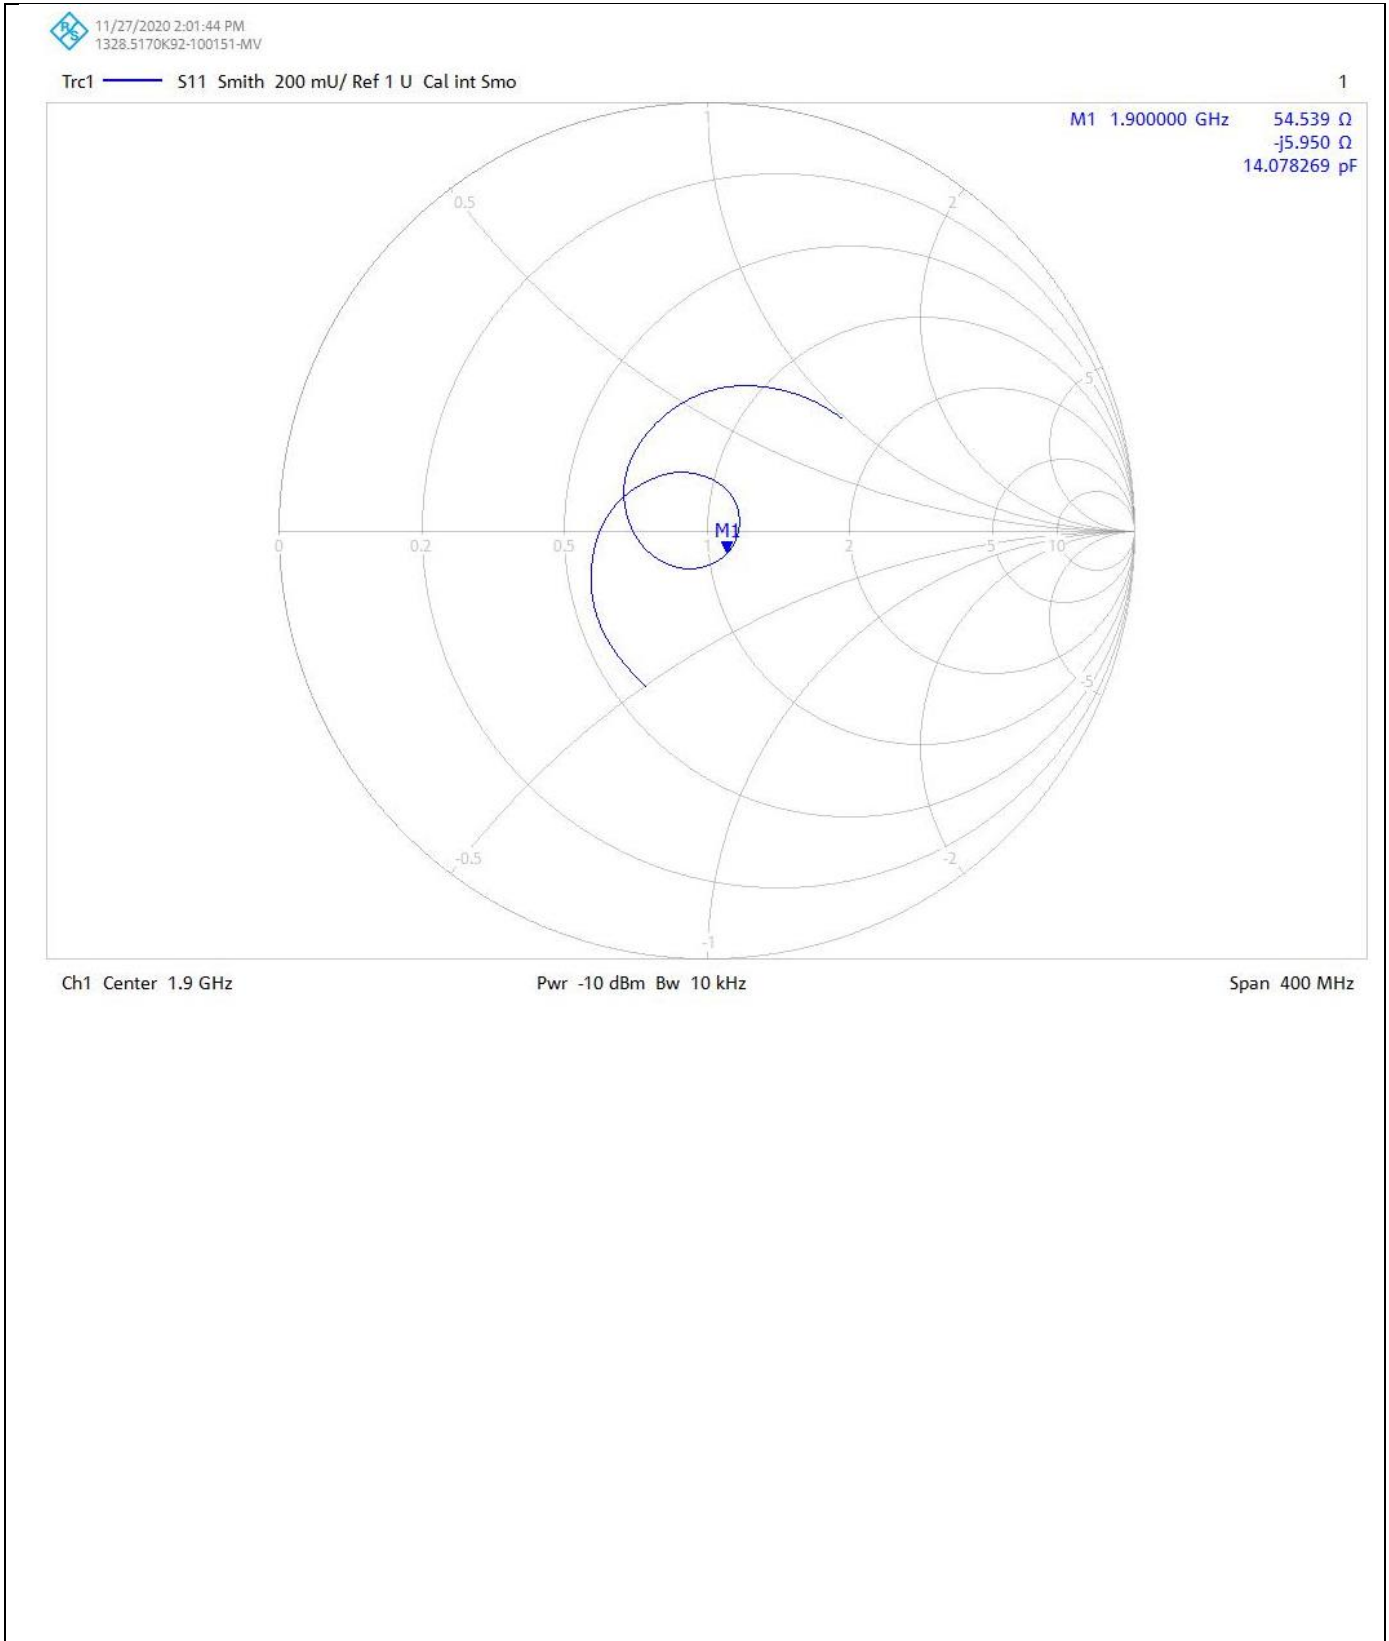 R&S
11/27/2020 2:01:44 PM
1328.5170K92-100151-MV
Trc1 S11 Smith 200 mU/ Ref 1 U Cal int Smo 1
M1 1.900000 GHz 54.539 Ω
-j5.950 Ω
14.078269 pF
1
0.5 2
5
M1
0 0.2 0.5 1 2 5 10
-5
-0.5 -2
-1
Ch1 Center 1.9 GHz Pwr -10 dBm Bw 10 kHz Span 400 MHz